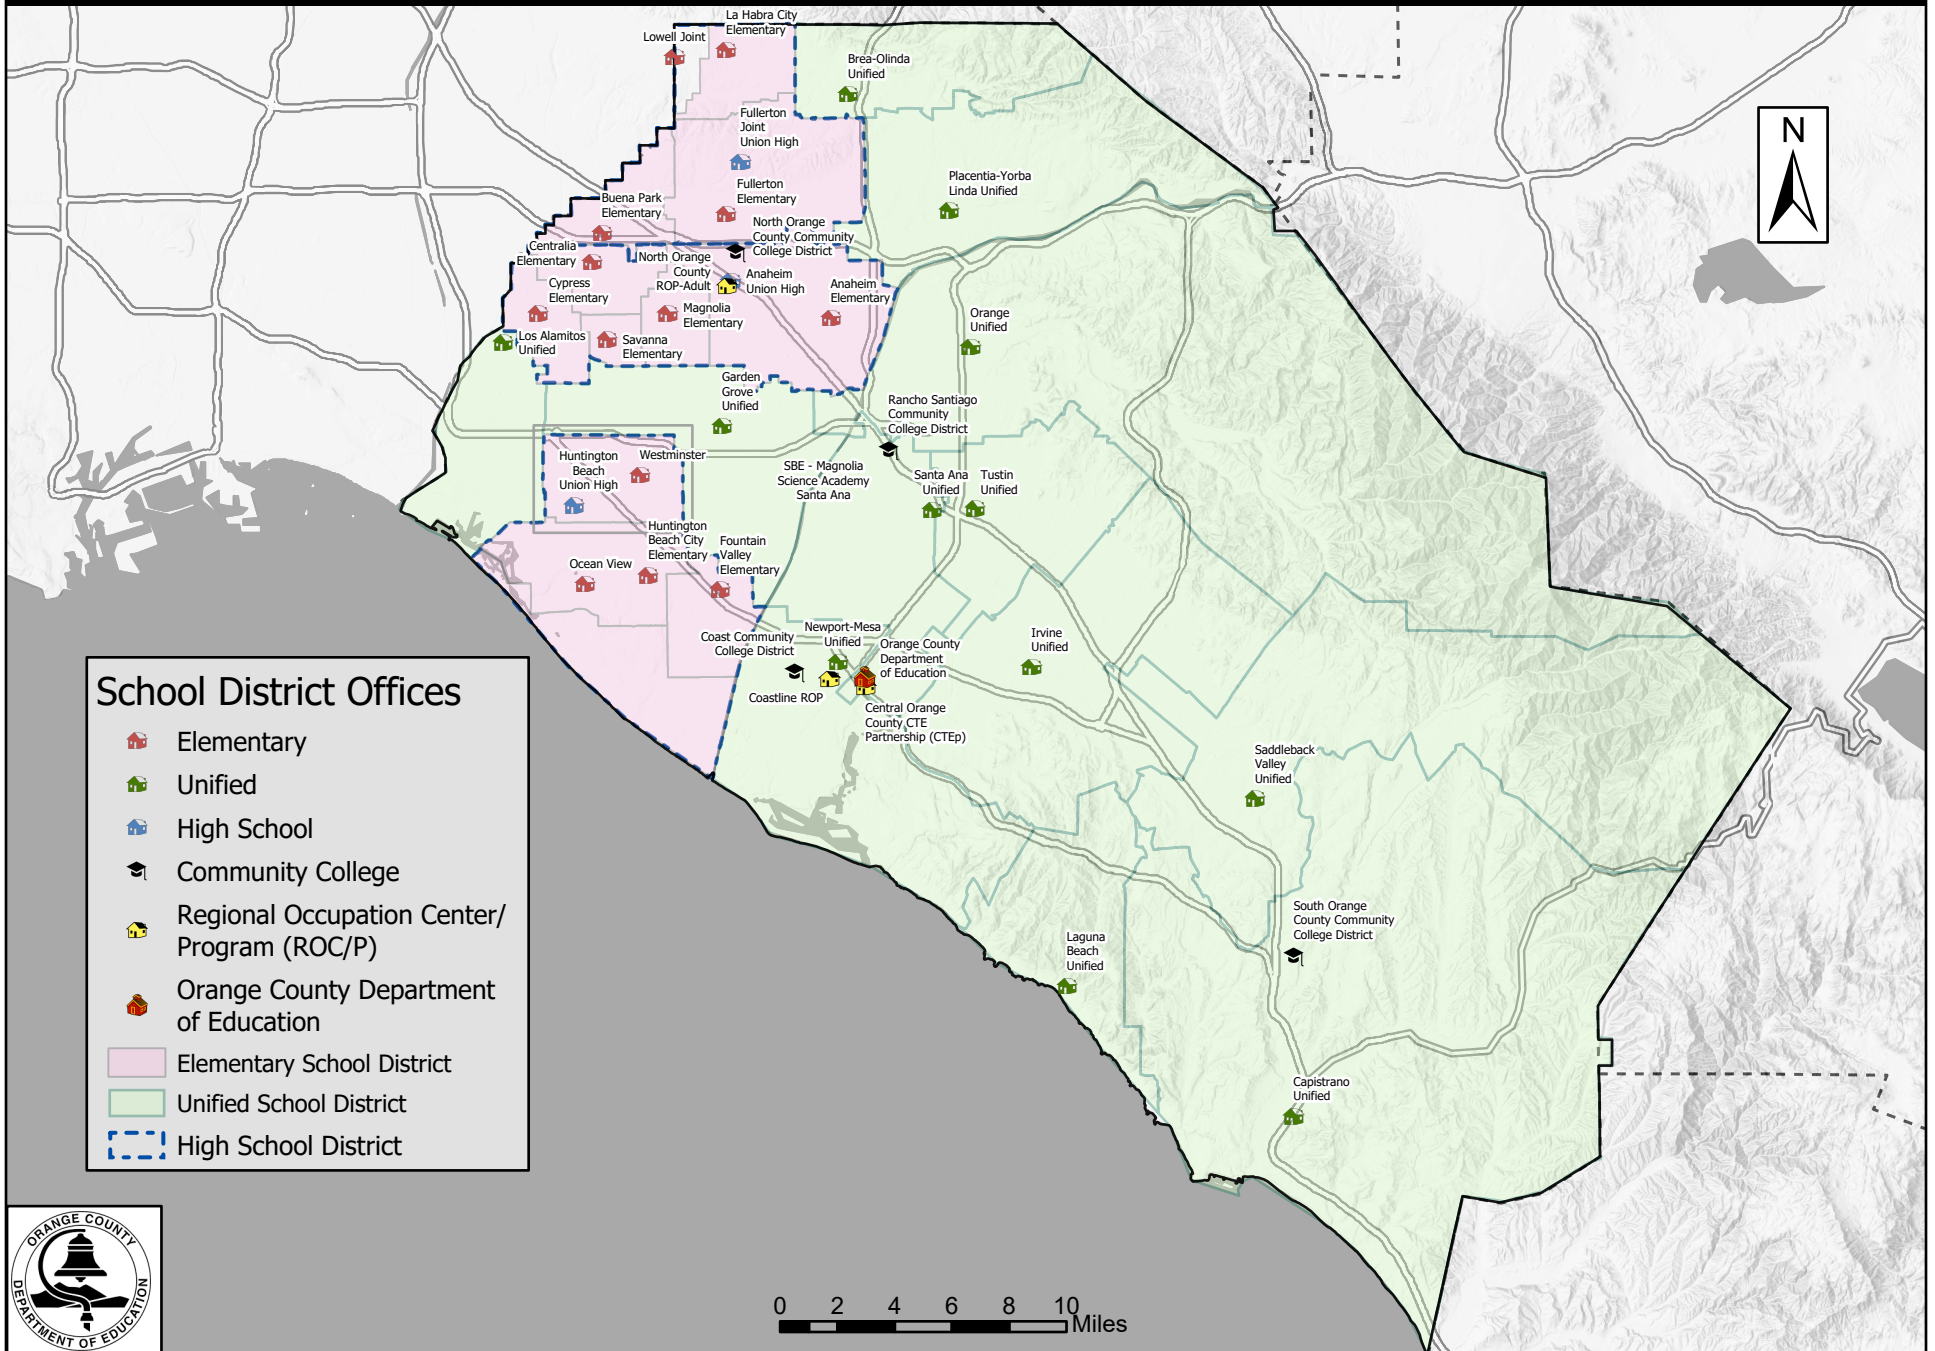 La Habra City
Elementary
Lowell Joint
Brea-Olinda
Unified
Fullerton
Joint
Union High
Fullerton
Elementary
Placentia-Yorba
Linda Unified
Buena Park
Elementary
North Orange
County Community
College District
Centralia
Elementary
North Orange
County
ROP-Adult
Anaheim
Union High
Cypress
Elementary
Anaheim
Elementary
Magnolia
Elementary
Orange
Unified
Los Alamitos
Unified
Savanna
Elementary
Garden
Grove
Unified
Rancho Santiago
Community
College District
Huntington
Beach
Union High
Westminster
SBE - Magnolia
Science Academy
Santa Ana
Santa Ana
Unified
Tustin
Unified
Huntington
Beach City
Elementary
Fountain
Valley
Elementary
Ocean View
Coast Community
College District
Newport-Mesa
Unified
Orange County
Department
of Education
Irvine
Unified
Coastline ROP
Central Orange
County CTE
Partnership (CTEp)
Saddleback
Valley
Unified
South Orange
County Community
College District
Laguna
Beach
Unified
Capistrano
Unified
N
School District Offices
Elementary
Unified
High School
Community College
Regional Occupation Center/
Program (ROC/P)
Orange County Department
of Education
Elementary School District
Unified School District
High School District
ORANGE COUNTY
DEPARTMENT OF EDUCATION
0 2 4 6 8 10
Miles